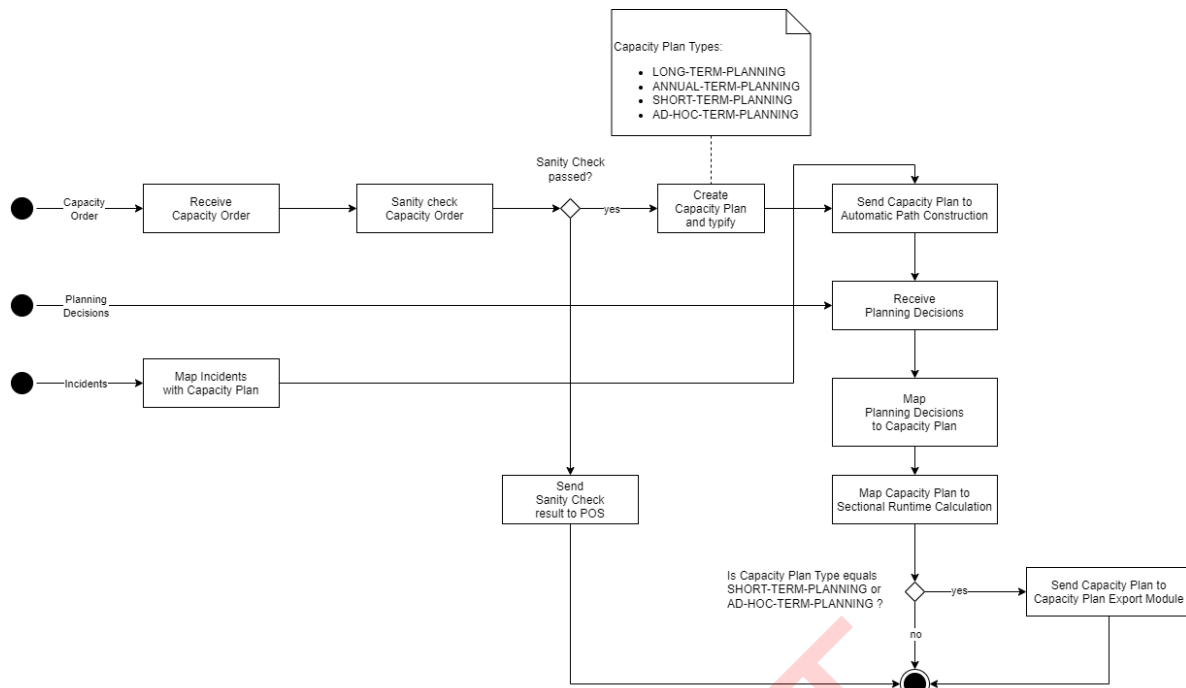 Capacity Plan Types:
• LONG-TERM-PLANNING
• ANNUAL-TERM-PLANNING
• SHORT-TERM-PLANNING
• AD-HOC-TERM-PLANNING
Sanity Check
passed?
Capacity
Order
Receive
Capacity Order
Sanity check
Capacity Order
yes
Create
Capacity Plan
and typify
Send Capacity Plan to
Automatic Path Construction
Planning
Decisions
Receive
Planning Decisions
Incidents
Map Incidents
with Capacity Plan
Map
Planning Decisions
to Capacity Plan
Send
Sanity Check
result to POS
Map Capacity Plan to
Sectional Runtime Calculation
Is Capacity Plan Type equals
SHORT-TERM-PLANNING or
AD-HOC-TERM-PLANNING ?
yes
Send Capacity Plan to
Capacity Plan Export Module
no